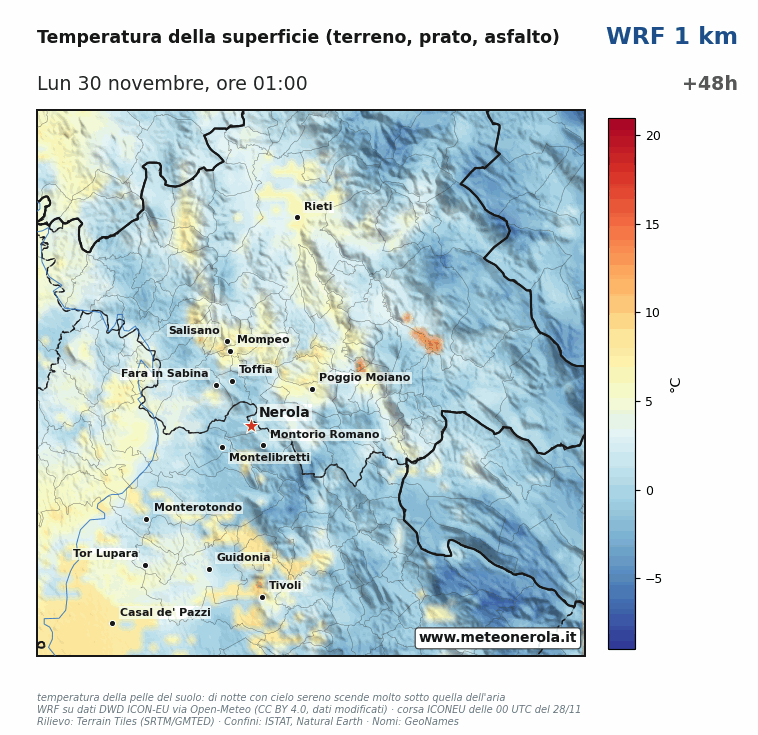 Temperatura della superficie (terreno, prato, asfalto)
WRF 1 km
Lun 30 novembre, ore 01:00
+48h
Rieti
Salisano
Mompeo
Toffia
Fara in Sabina
Poggio Moiano
Nerola
Montorio Romano
Montelibretti
Monterotondo
Tor Lupara
Guidonia
Tivoli
Casal de' Pazzi
www.meteonerola.it
20
15
10
5
0
−5
°C
temperatura della pelle del suolo: di notte con cielo sereno scende molto sotto quella dell'aria
WRF su dati DWD ICON-EU via Open-Meteo (CC BY 4.0, dati modificati) · corsa ICONEU delle 00 UTC del 28/11
Rilievo: Terrain Tiles (SRTM/GMTED) · Confini: ISTAT, Natural Earth · Nomi: GeoNames